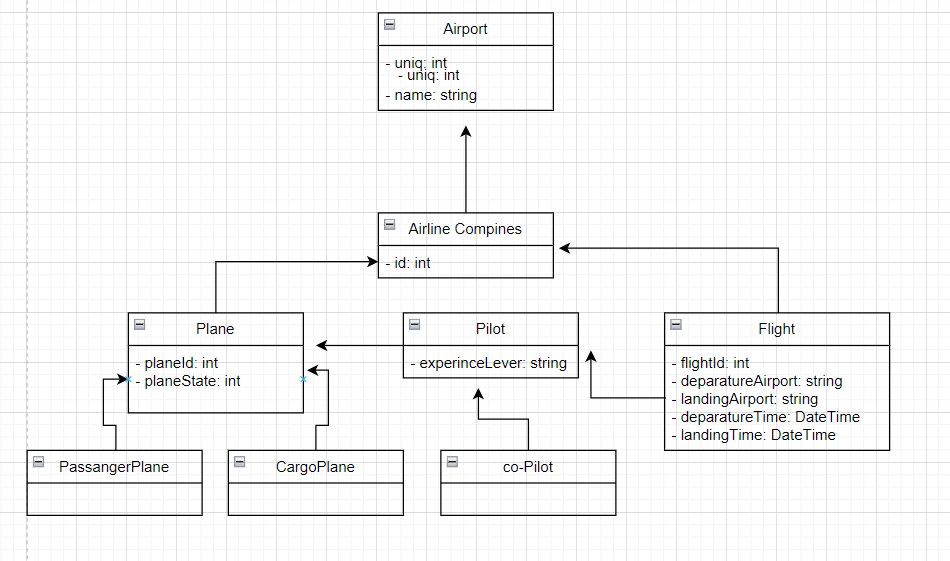 Airport
- uniq: int
- uniq: int
- name: string
Airline Compines
- id: int
Plane
- planeId: int
- planeState: int
Pilot
- experinceLever: string
Flight
- flightId: int
- deparatureAirport: string
- landingAirport: string
- deparatureTime: DateTime
- landingTime: DateTime
PassangerPlane
CargoPlane
co-Pilot